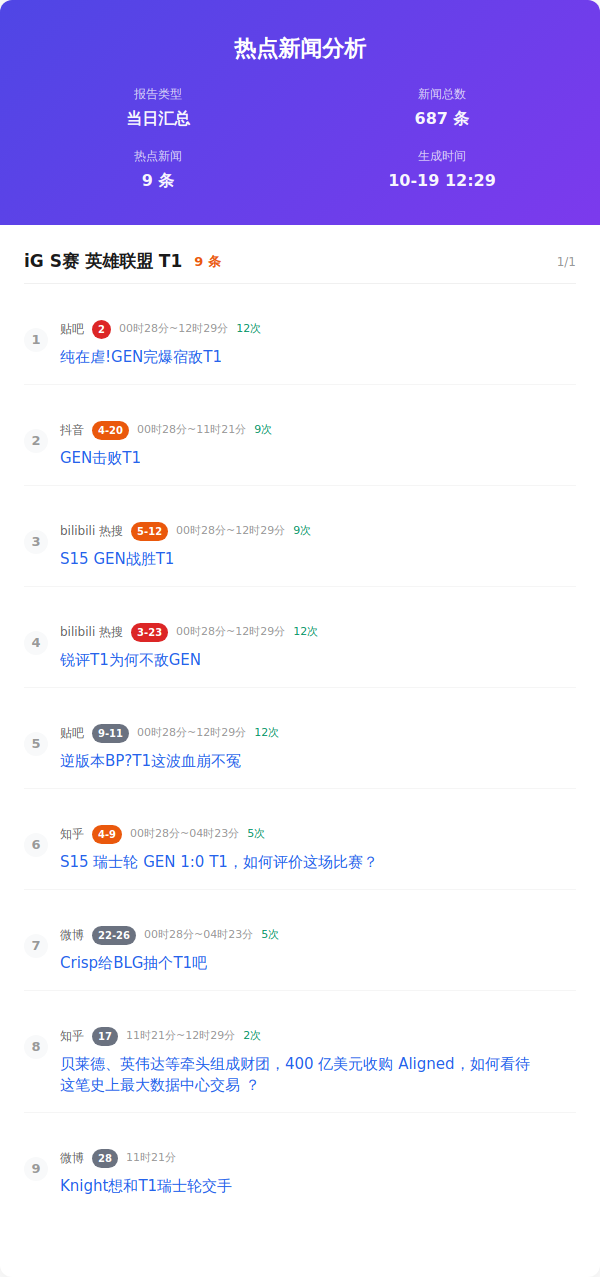 热点新闻分析
报告类型
新闻总数
当日汇总
687 条
热点新闻
生成时间
9 条
10-19 12:29
iG S赛 英雄联盟 T1 9 条 1/1
1
贴吧 2 00时28分~12时29分 12次
纯在虐!GEN完爆宿敌T1
2
抖音 4-20 00时28分~11时21分 9次
GEN击败T1
3
bilibili 热搜 5-12 00时28分~12时29分 9次
S15 GEN战胜T1
4
bilibili 热搜 3-23 00时28分~12时29分 12次
锐评T1为何不敌GEN
5
贴吧 9-11 00时28分~12时29分 12次
逆版本BP?T1这波血崩不冤
6
知乎 4-9 00时28分~04时23分 5次
S15 瑞士轮 GEN 1:0 T1，如何评价这场比赛？
7
微博 22-26 00时28分~04时23分 5次
Crisp给BLG抽个T1吧
8
知乎 17 11时21分~12时29分 2次
贝莱德、英伟达等牵头组成财团，400 亿美元收购 Aligned，如何看待
这笔史上最大数据中心交易 ？
9
微博 28 11时21分
Knight想和T1瑞士轮交手